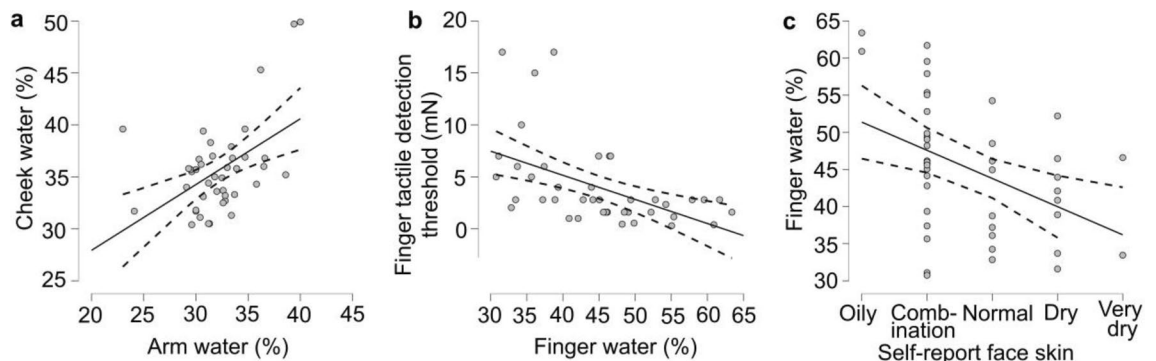 a
Cheek water (%)
50
45
40
35
30
25
20 25 30 35 40 45
Arm water (%)
b
Finger tactile detection
threshold (mN)
20
15
10
5
0
30 35 40 45 50 55 60 65
Finger water (%)
c
Finger water (%)
65
60
55
50
45
40
35
30
Oily Comb- Normal Dry Very
ination dry
Self-report face skin